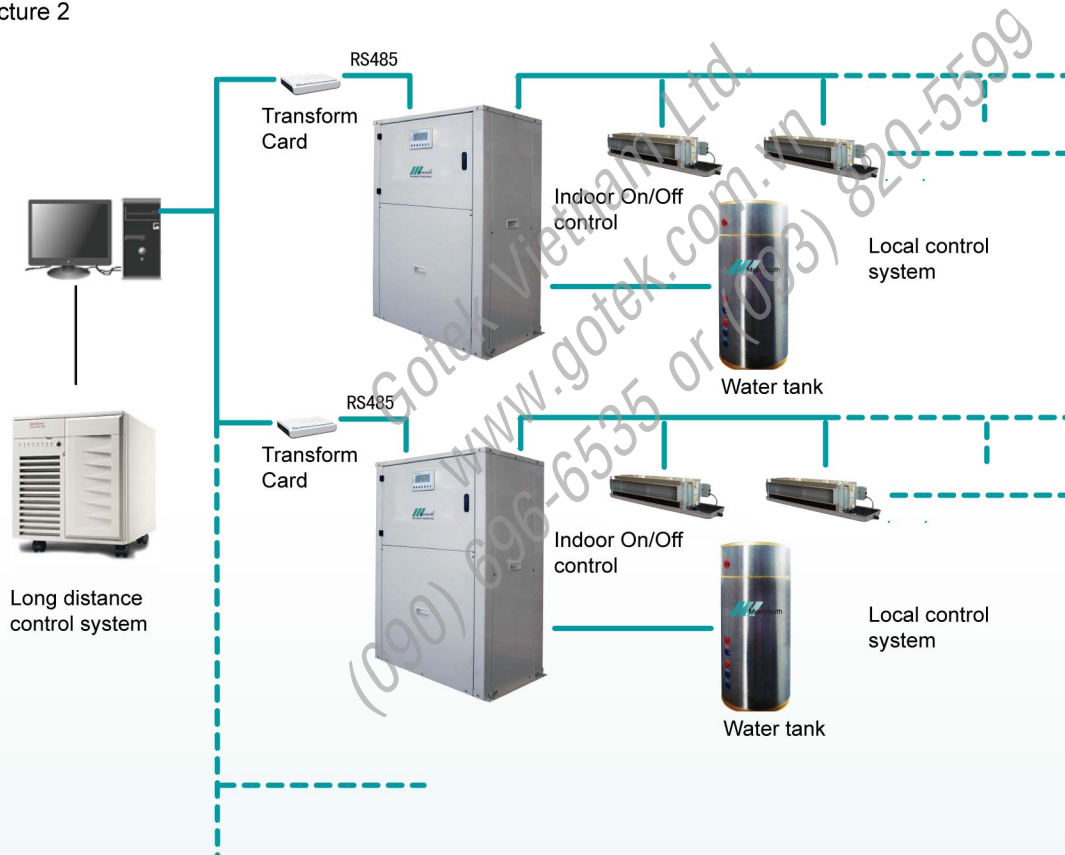 cture 2
RS485
Transform
Card
Indoor On/Off
control
Local control
system
Mammoth
Water tank
RS485
Transform
Card
Indoor On/Off
control
Local control
system
Mammoth
Water tank
Long distance
control system
Gotek Vietnam Ltd.
www.gotek.com.vn
(090) 696-6535 or (093) 820-5599